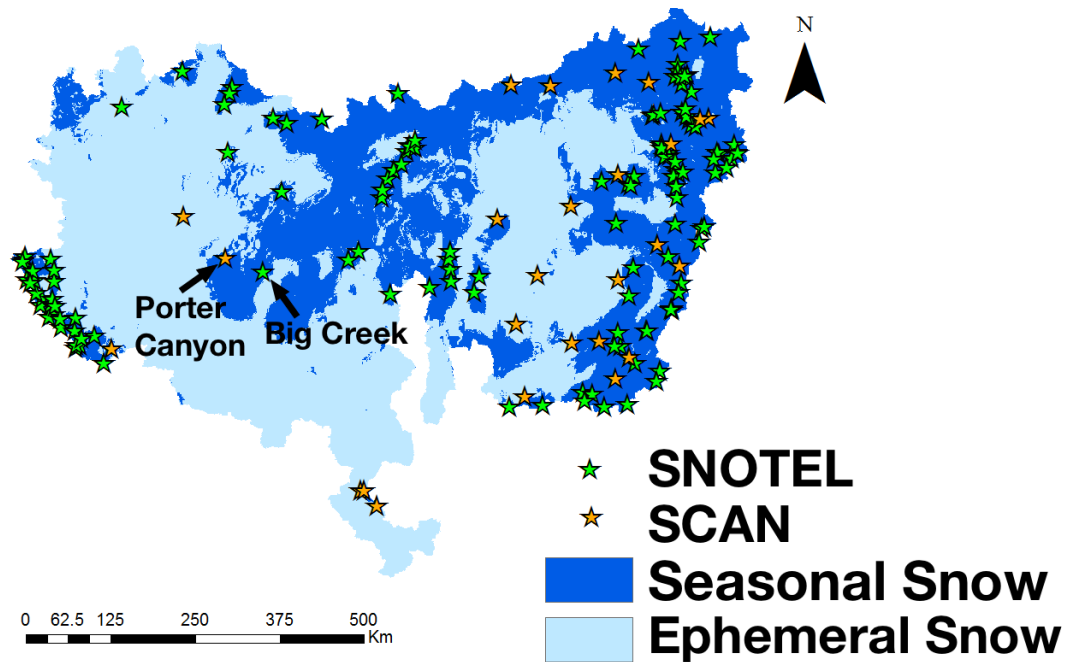 N
Porter
Canyon
Big Creek
SNOTEL
SCAN
Seasonal Snow
Ephemeral Snow
0 62.5 125 250 375 500
Km